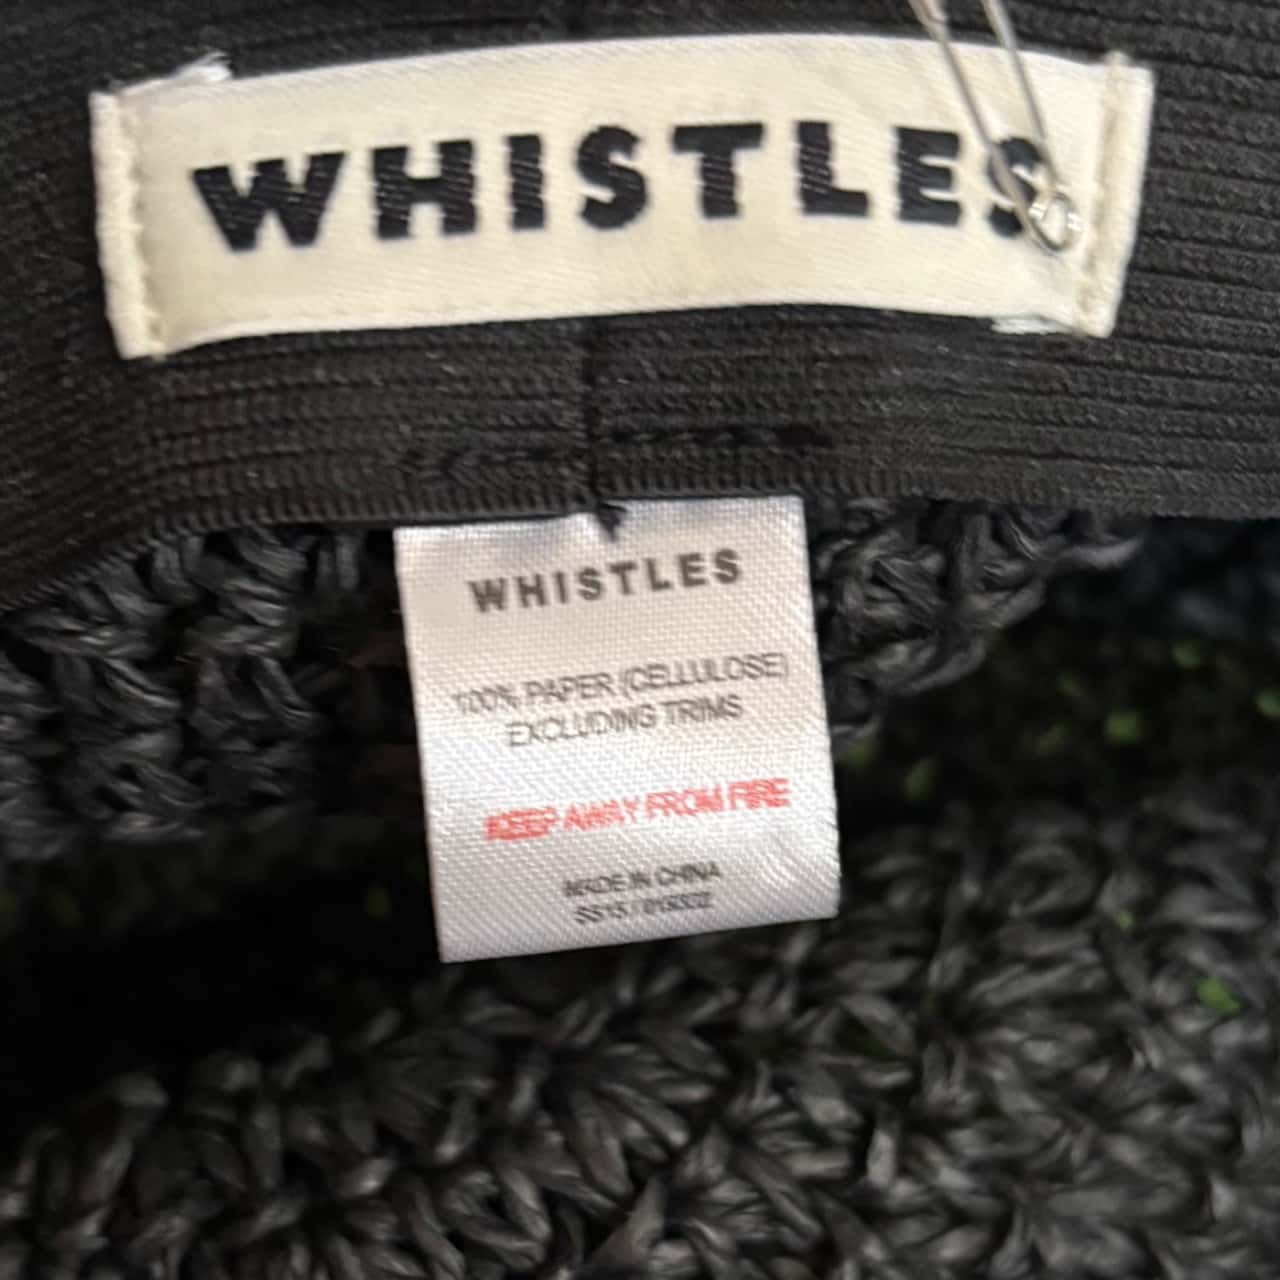 WHISTLES
WHISTLES
100% PAPER (CELLULOSE)
EXCLUDING TRIMS
KEEP AWAY FROM FIRE
MADE IN CHINA